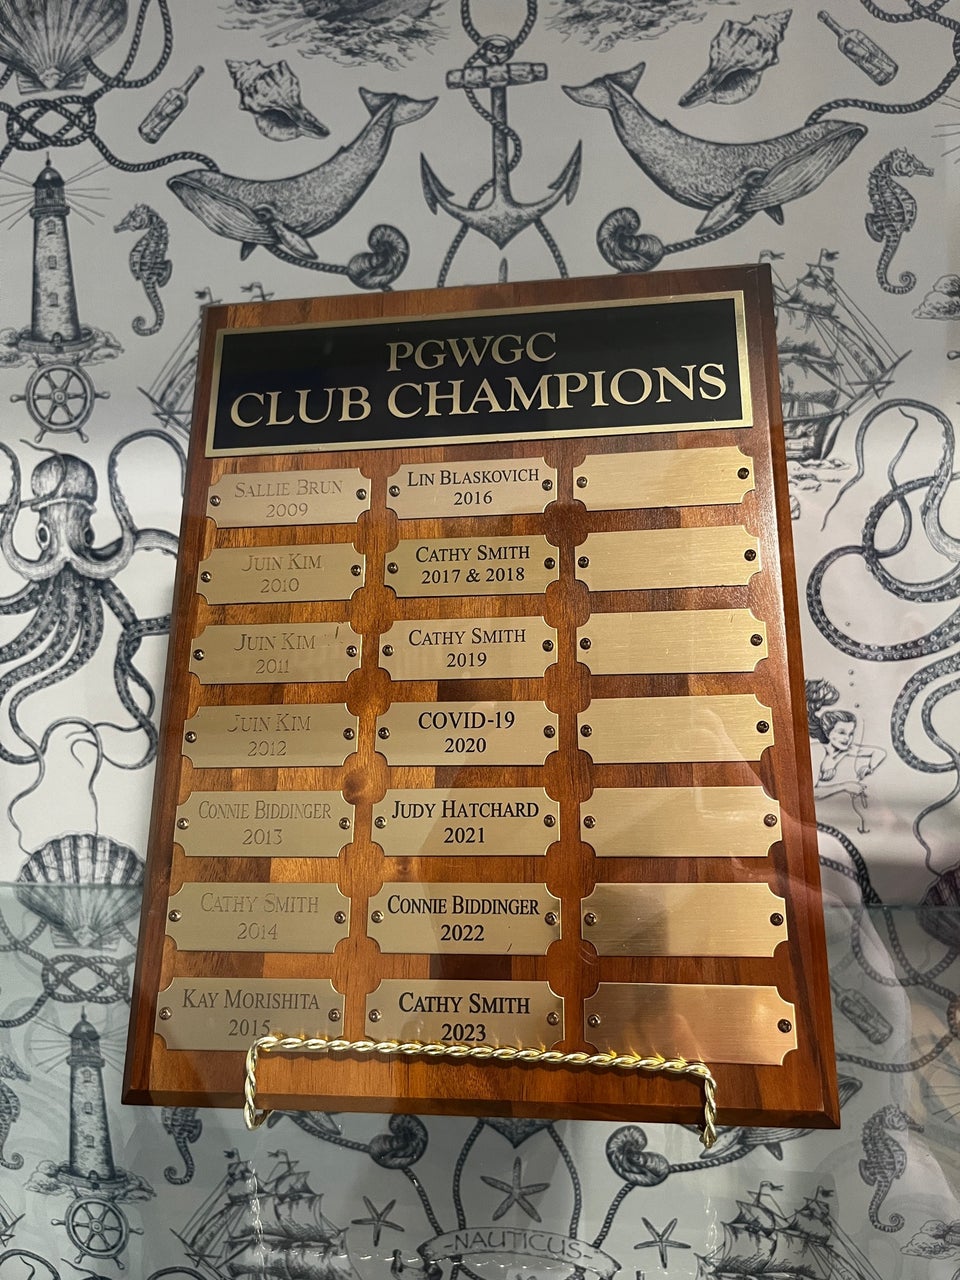 PGWGC
CLUB CHAMPIONS
SALLIE BRUN
2009
JUIN KIM
2010
JUIN KIM
2011
JUIN KIM
2012
CONNIE BIDDINGER
2013
CATHY SMITH
2014
KAY MORISHITA
2015
LIN BLASKOVICH
2016
CATHY SMITH
2017 & 2018
CATHY SMITH
2019
COVID-19
2020
JUDY HATCHARD
2021
CONNIE BIDDINGER
2022
CATHY SMITH
2023
-NAUTICUS-